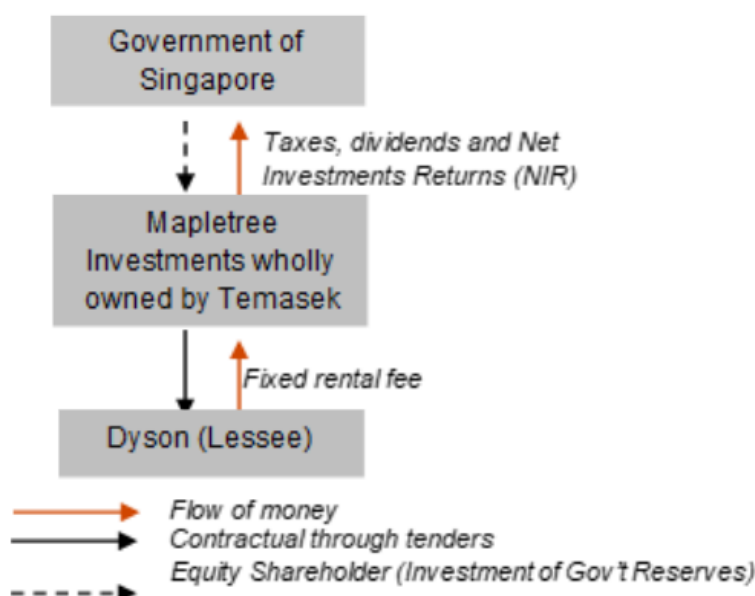 Government of
Singapore
Taxes, dividends and Net
Investments Returns (NIR)
Mapletree
Investments wholly
owned by Temasek
Fixed rental fee
Dyson (Lessee)
Flow of money
Contractual through tenders
Equity Shareholder (Investment of Gov't Reserves)